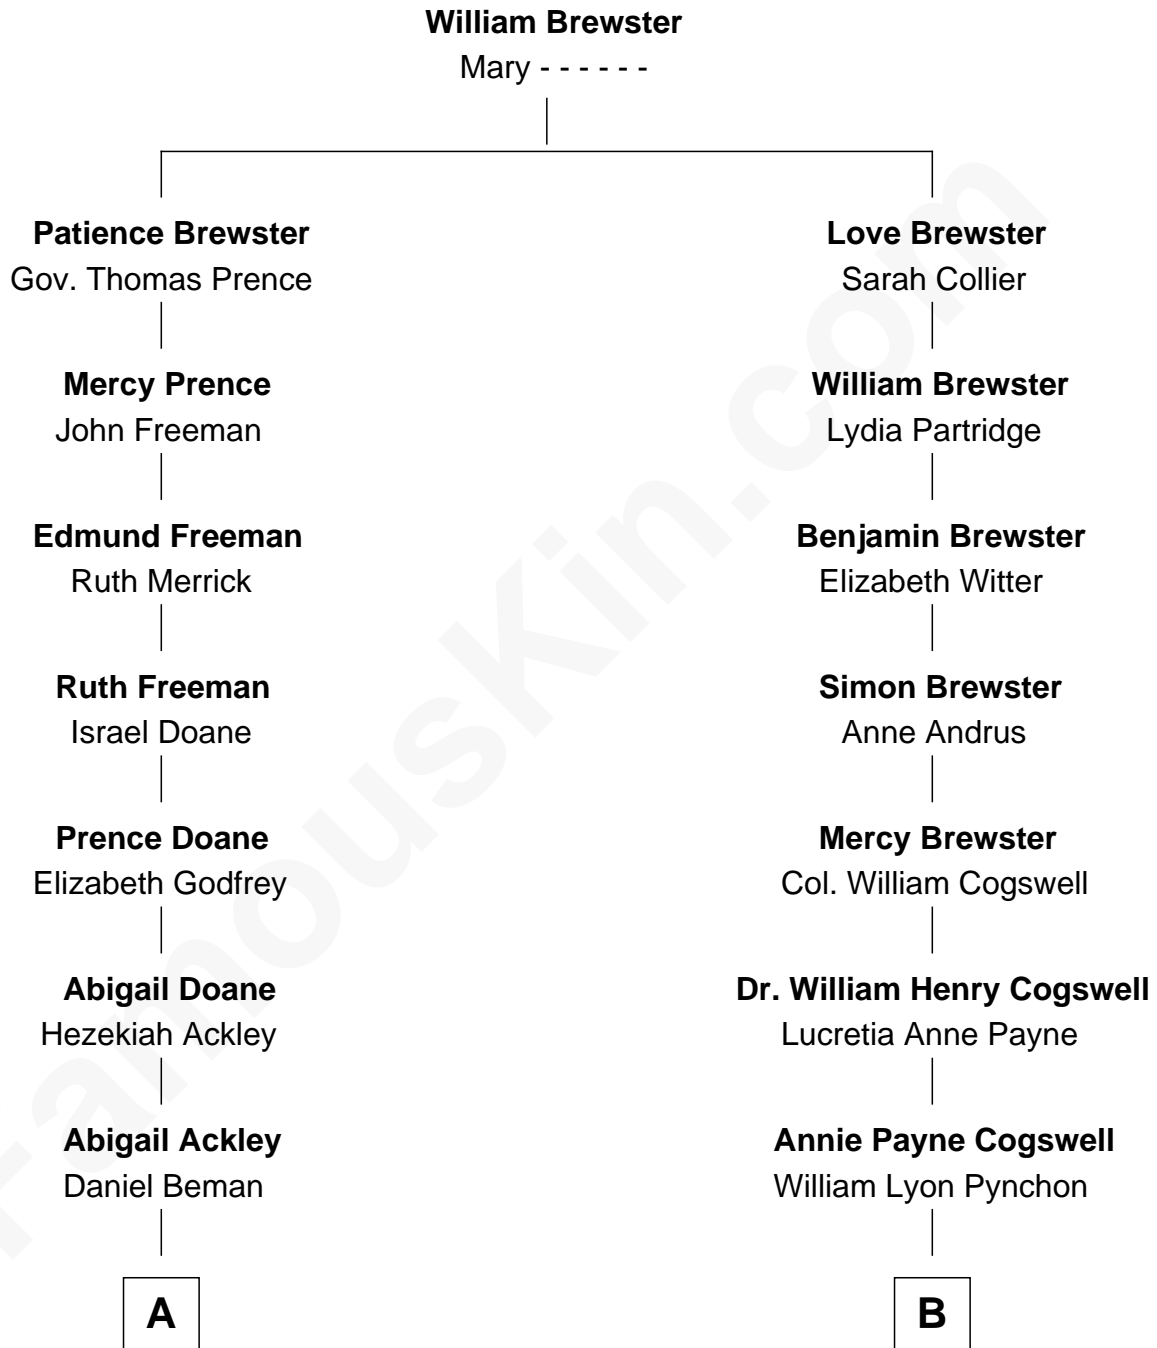 William Brewster
Mary - - - - - -
Patience Brewster
Gov. Thomas Prence
Love Brewster
Sarah Collier
Mercy Prence
John Freeman
William Brewster
Lydia Partridge
Edmund Freeman
Ruth Merrick
Benjamin Brewster
Elizabeth Witter
Ruth Freeman
Israel Doane
Simon Brewster
Anne Andrus
Prence Doane
Elizabeth Godfrey
Mercy Brewster
Col. William Cogswell
Abigail Doane
Hezekiah Ackley
Dr. William Henry Cogswell
Lucretia Anne Payne
Abigail Ackley
Daniel Beman
Annie Payne Cogswell
William Lyon Pynchon
A
B
FamousKin.com